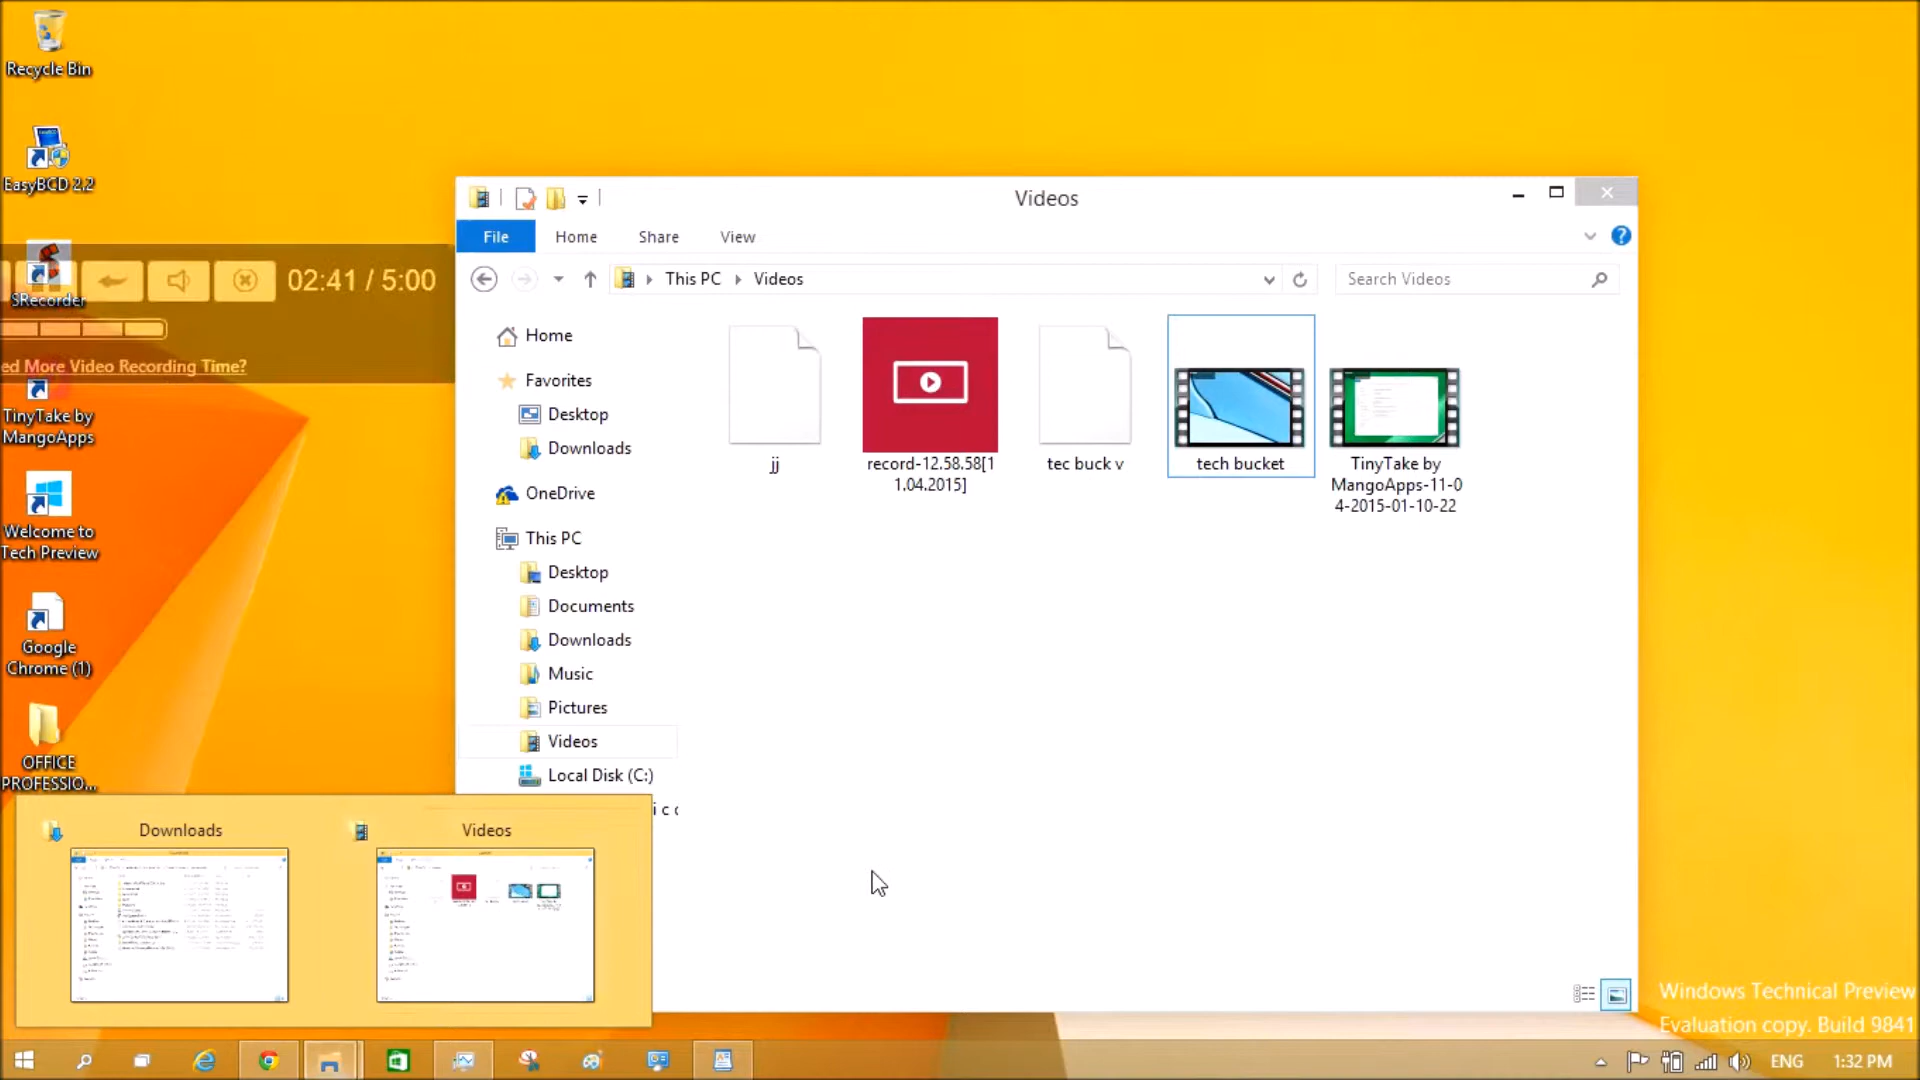 Recycle Bin
EasyBCD 2.2
SRecorder
02:41 / 5:00
ed More Video Recording Time?
TinyTake by
MangoApps
Welcome to
Tech Preview
Google
Chrome (1)
OFFICE
PROFESSIO...
Videos
File
Home
Share
View
This PC
Videos
Search Videos
Home
Favorites
Desktop
Downloads
OneDrive
This PC
Desktop
Documents
Downloads
Music
Pictures
Videos
Local Disk (C:)
jj
record-12.58.58[1
1.04.2015]
tec buck v
tech bucket
TinyTake by
MangoApps-11-0
4-2015-01-10-22
Downloads
Videos
Windows Technical Preview
Evaluation copy. Build 9841
ENG
1:32 PM